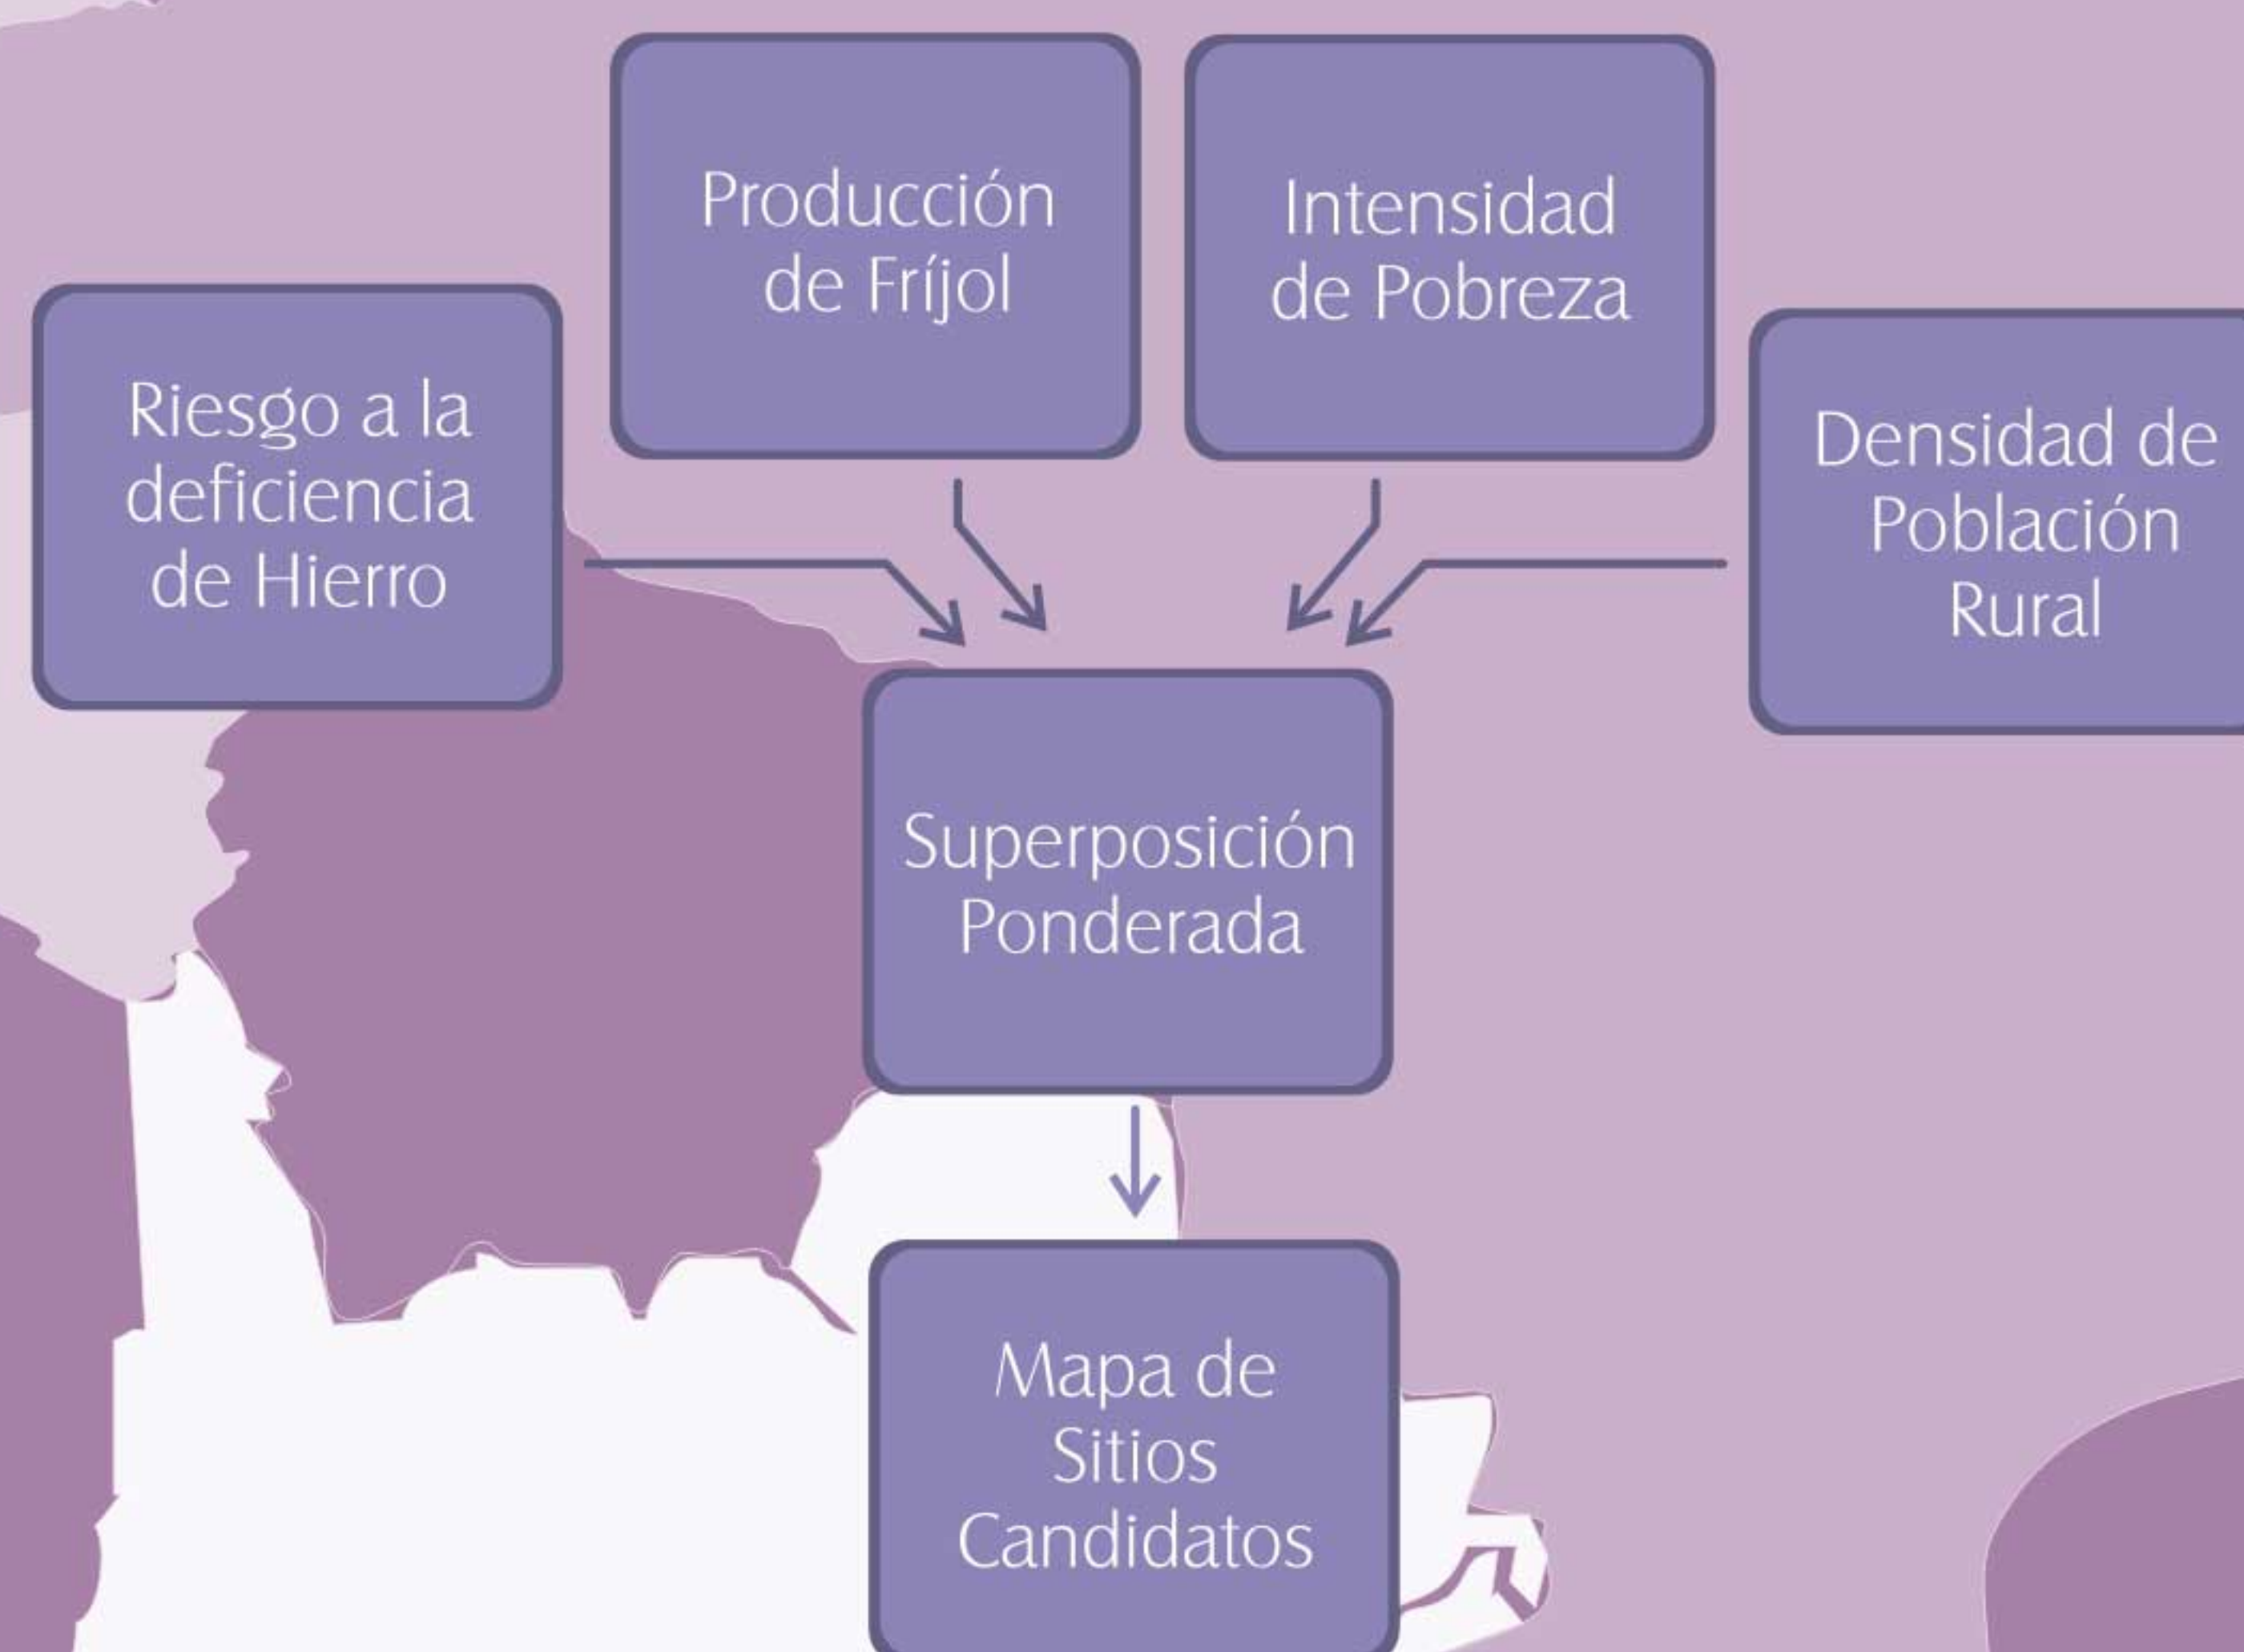 Producción
de Fríjol
Intensidad
de Pobreza
Riesgo a la
deficiencia
de Hierro
Densidad de
Población
Rural
Superposición
Ponderada
Mapa de
Sitios
Candidatos